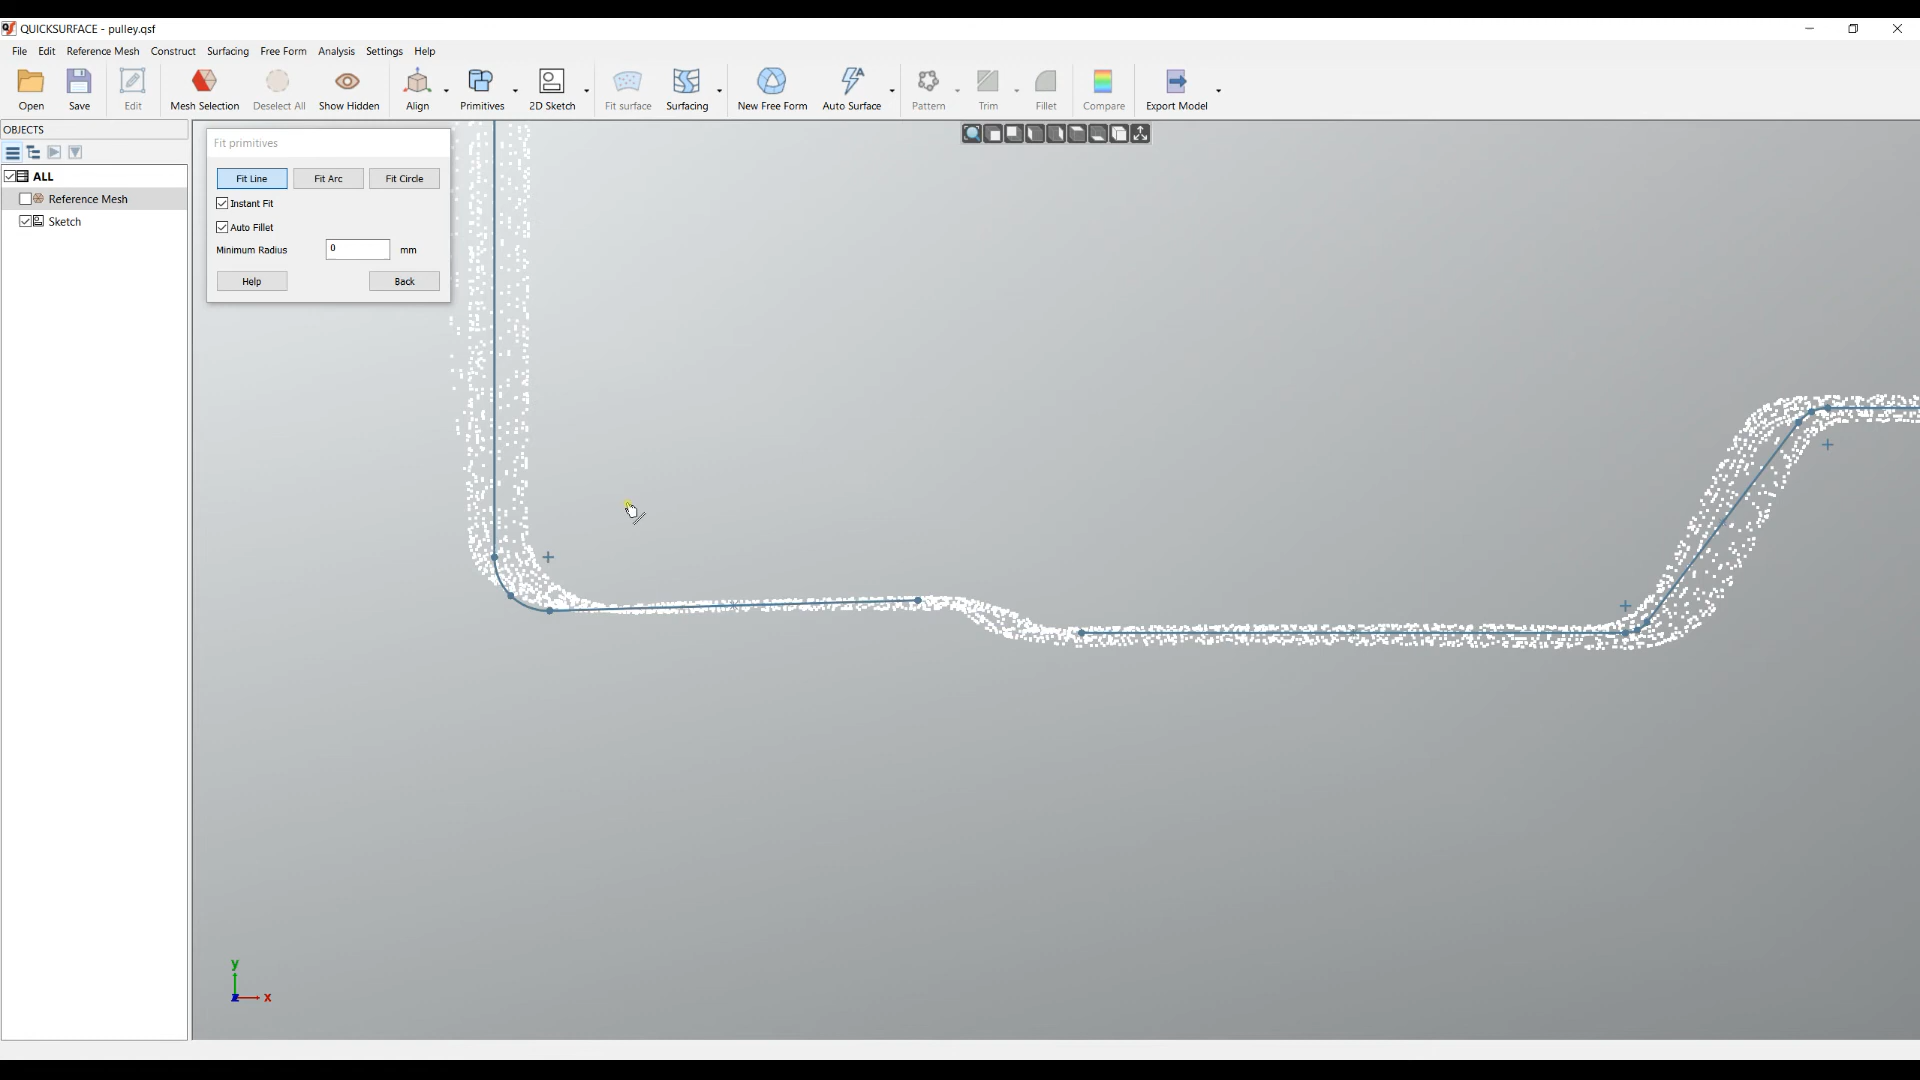 QUICKSURFACE - pulley.qsf
File Edit Reference Mesh Construct Surfacing Free Form Analysis Settings Help
Open Save Edit Mesh Selection Deselect All Show Hidden Align Primitives 2D Sketch Fit surface Surfacing New Free Form Auto Surface Pattern Trim Fillet Compare Export Model
OBJECTS
ALL
Reference Mesh
Sketch
Fit primitives
Fit Line Fit Arc Fit Circle
Instant Fit
Auto Fillet
Minimum Radius 0 mm
Help Back
y
z x